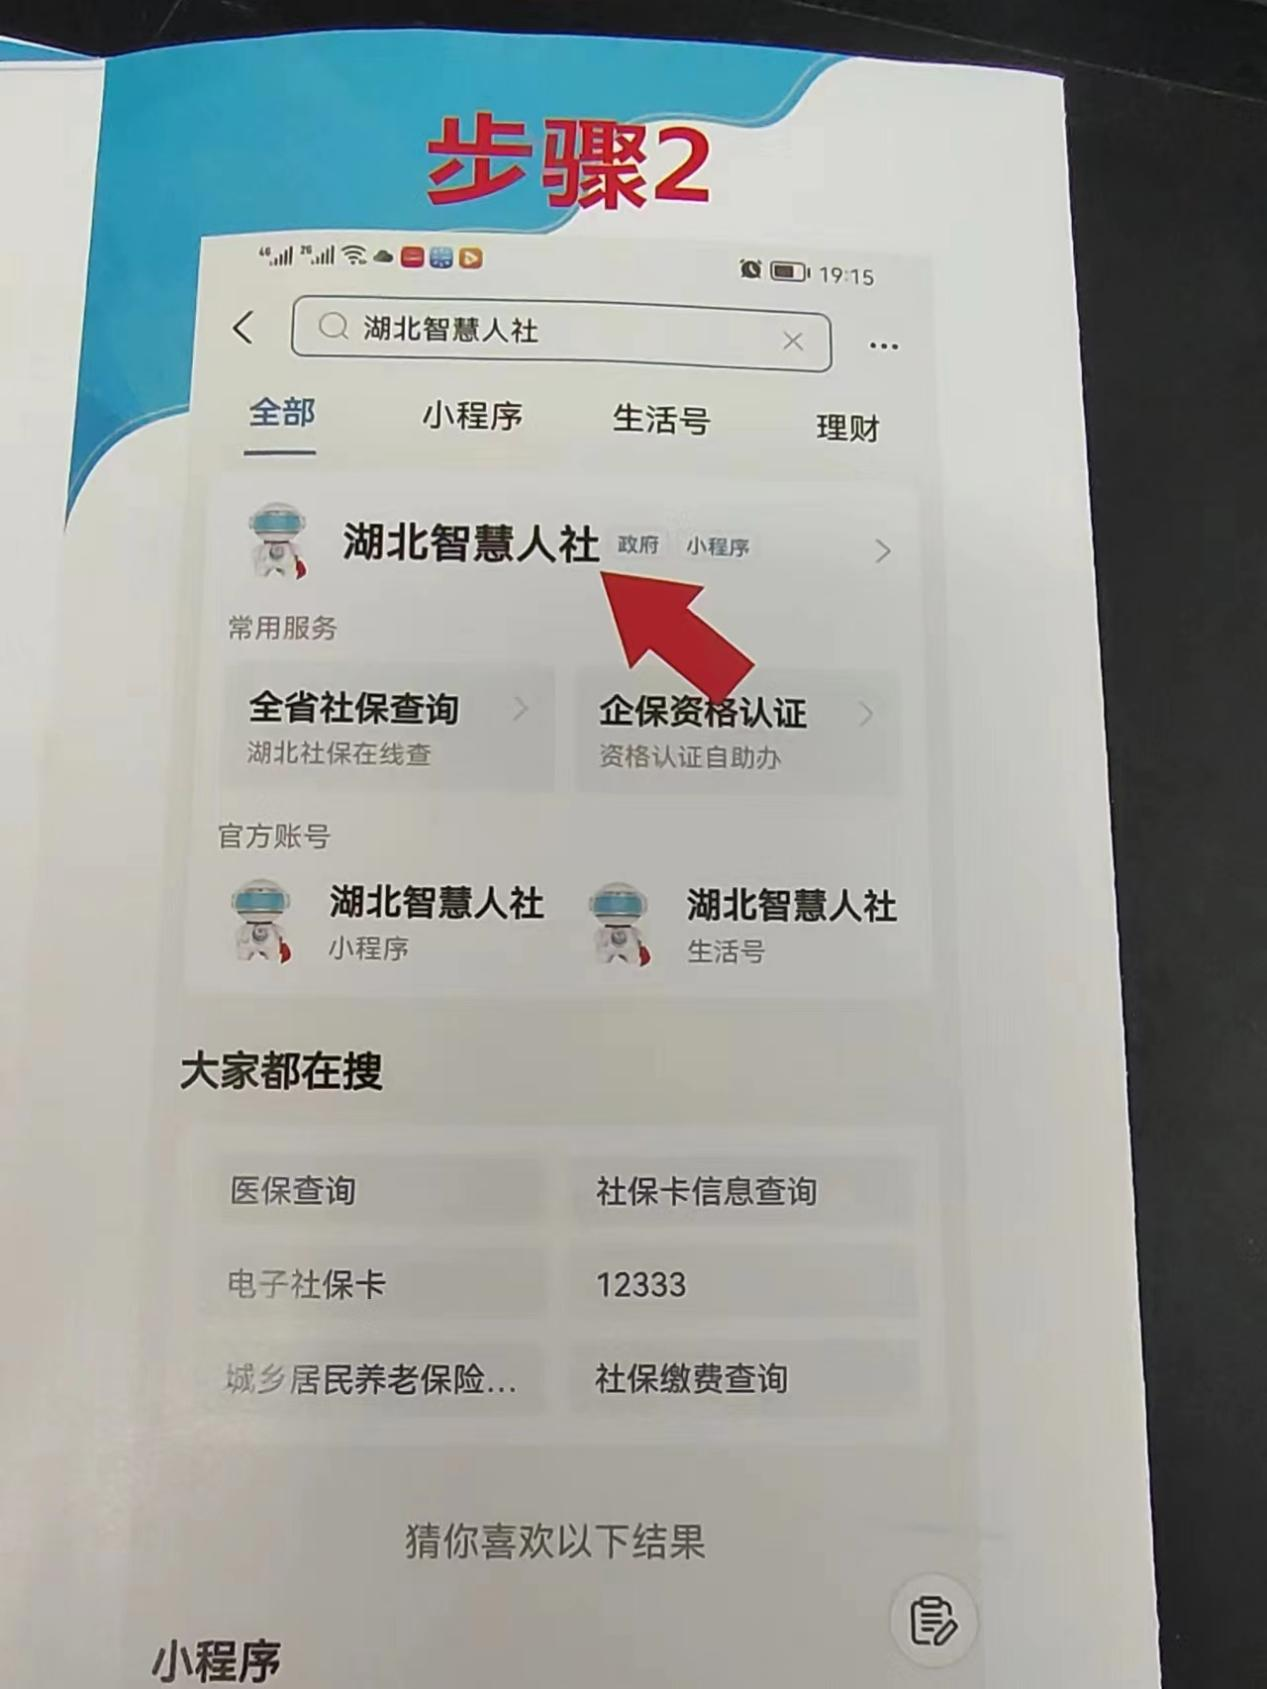 步骤2
4G 2G 19:15
湖北智慧人社
全部 小程序 生活号 理财
湖北智慧人社 政府 小程序
常用服务
全省社保查询 企保资格认证
湖北社保在线查 资格认证自助办
官方账号
湖北智慧人社 湖北智慧人社
小程序 生活号
大家都在搜
医保查询 社保卡信息查询
电子社保卡 12333
城乡居民养老保险... 社保缴费查询
猜你喜欢以下结果
小程序